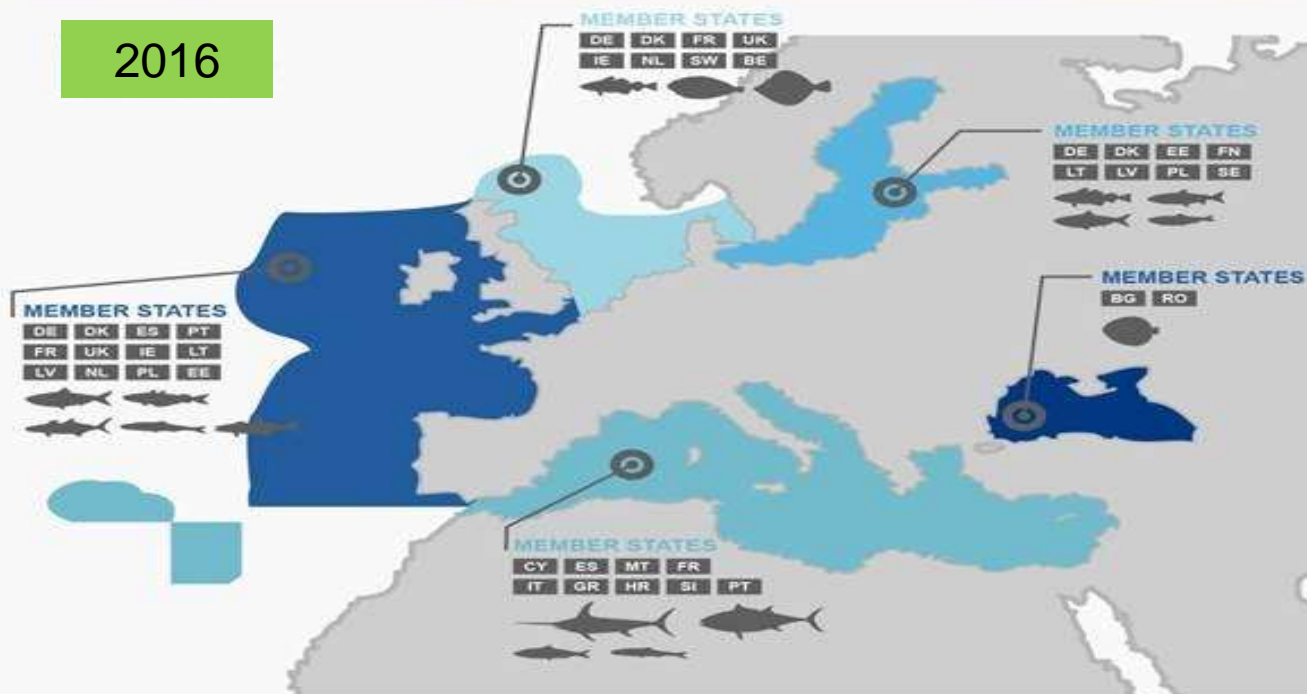 2016
MEMBER STATES
DE DK FR UK
IE NL SW BE
MEMBER STATES
DE DK EE FN
LT LV PL SE
MEMBER STATES
BG RO
MEMBER STATES
DE DK ES PT
FR UK IE LT
LV NL PL EE
MEMBER STATES
CY ES MT FR
IT GR HR SI PT